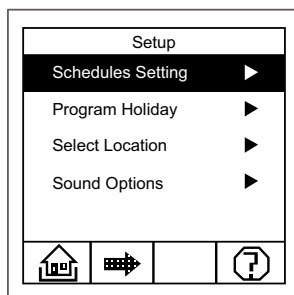 Setup
Schedules Setting
Program Holiday
Select Location
Sound Options
?